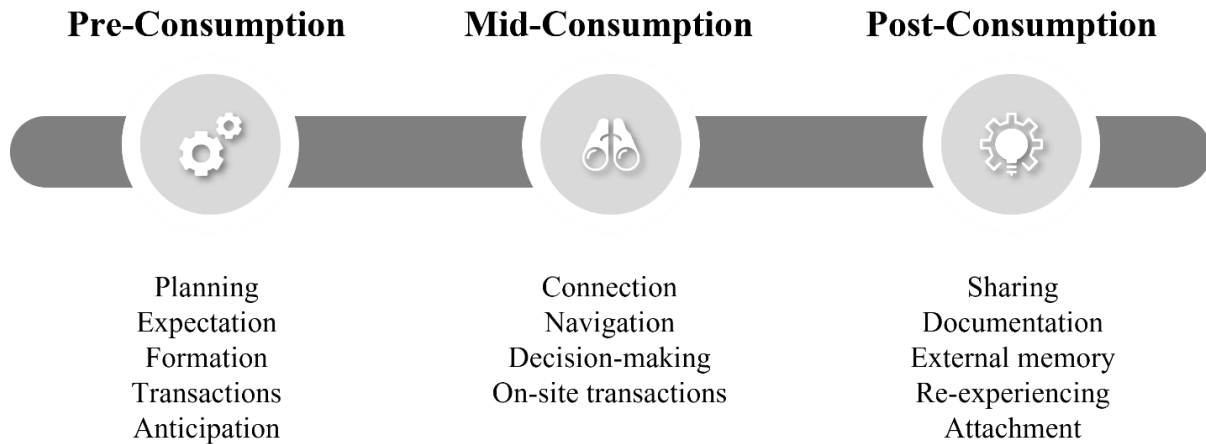 Pre-Consumption
Mid-Consumption
Post-Consumption
Planning
Expectation
Formation
Transactions
Anticipation
Connection
Navigation
Decision-making
On-site transactions
Sharing
Documentation
External memory
Re-experiencing
Attachment